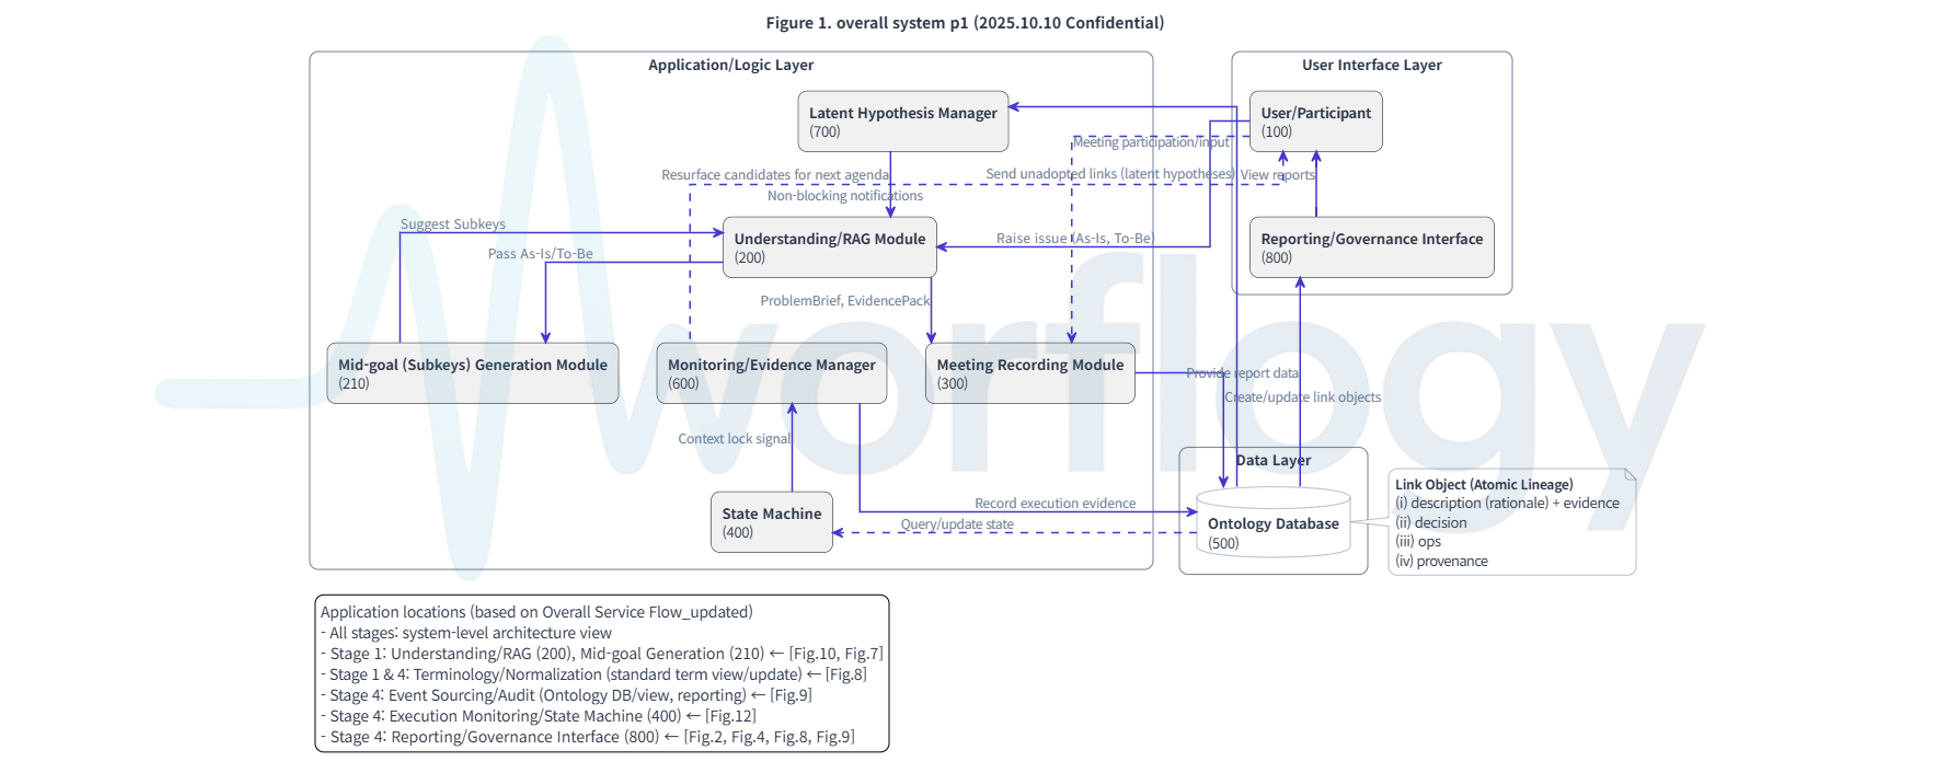 Figure 1. overall system p1 (2025.10.10 Confidential)
Application/Logic Layer
User Interface Layer
Latent Hypothesis Manager
(700)
User/Participant
(100)
Meeting participation/input
Resurface candidates for next agenda
Send unadopted links (latent hypotheses)
View reports
Non-blocking notifications
Suggest Subkeys
Understanding/RAG Module
(200)
Raise issue (As-Is, To-Be)
Reporting/Governance Interface
(800)
Pass As-Is/To-Be
ProblemBrief, EvidencePack
Mid-goal (Subkeys) Generation Module
(210)
Monitoring/Evidence Manager
(600)
Meeting Recording Module
(300)
Provide report data
Create/update link objects
Context lock signal
Data Layer
State Machine
(400)
Record execution evidence
Query/update state
Ontology Database
(500)
Link Object (Atomic Lineage)
(i) description (rationale) + evidence
(ii) decision
(iii) ops
(iv) provenance
worflogy
Application locations (based on Overall Service Flow_updated)
- All stages: system-level architecture view
- Stage 1: Understanding/RAG (200), Mid-goal Generation (210) ← [Fig.10, Fig.7]
- Stage 1 & 4: Terminology/Normalization (standard term view/update) ← [Fig.8]
- Stage 4: Event Sourcing/Audit (Ontology DB/view, reporting) ← [Fig.9]
- Stage 4: Execution Monitoring/State Machine (400) ← [Fig.12]
- Stage 4: Reporting/Governance Interface (800) ← [Fig.2, Fig.4, Fig.8, Fig.9]